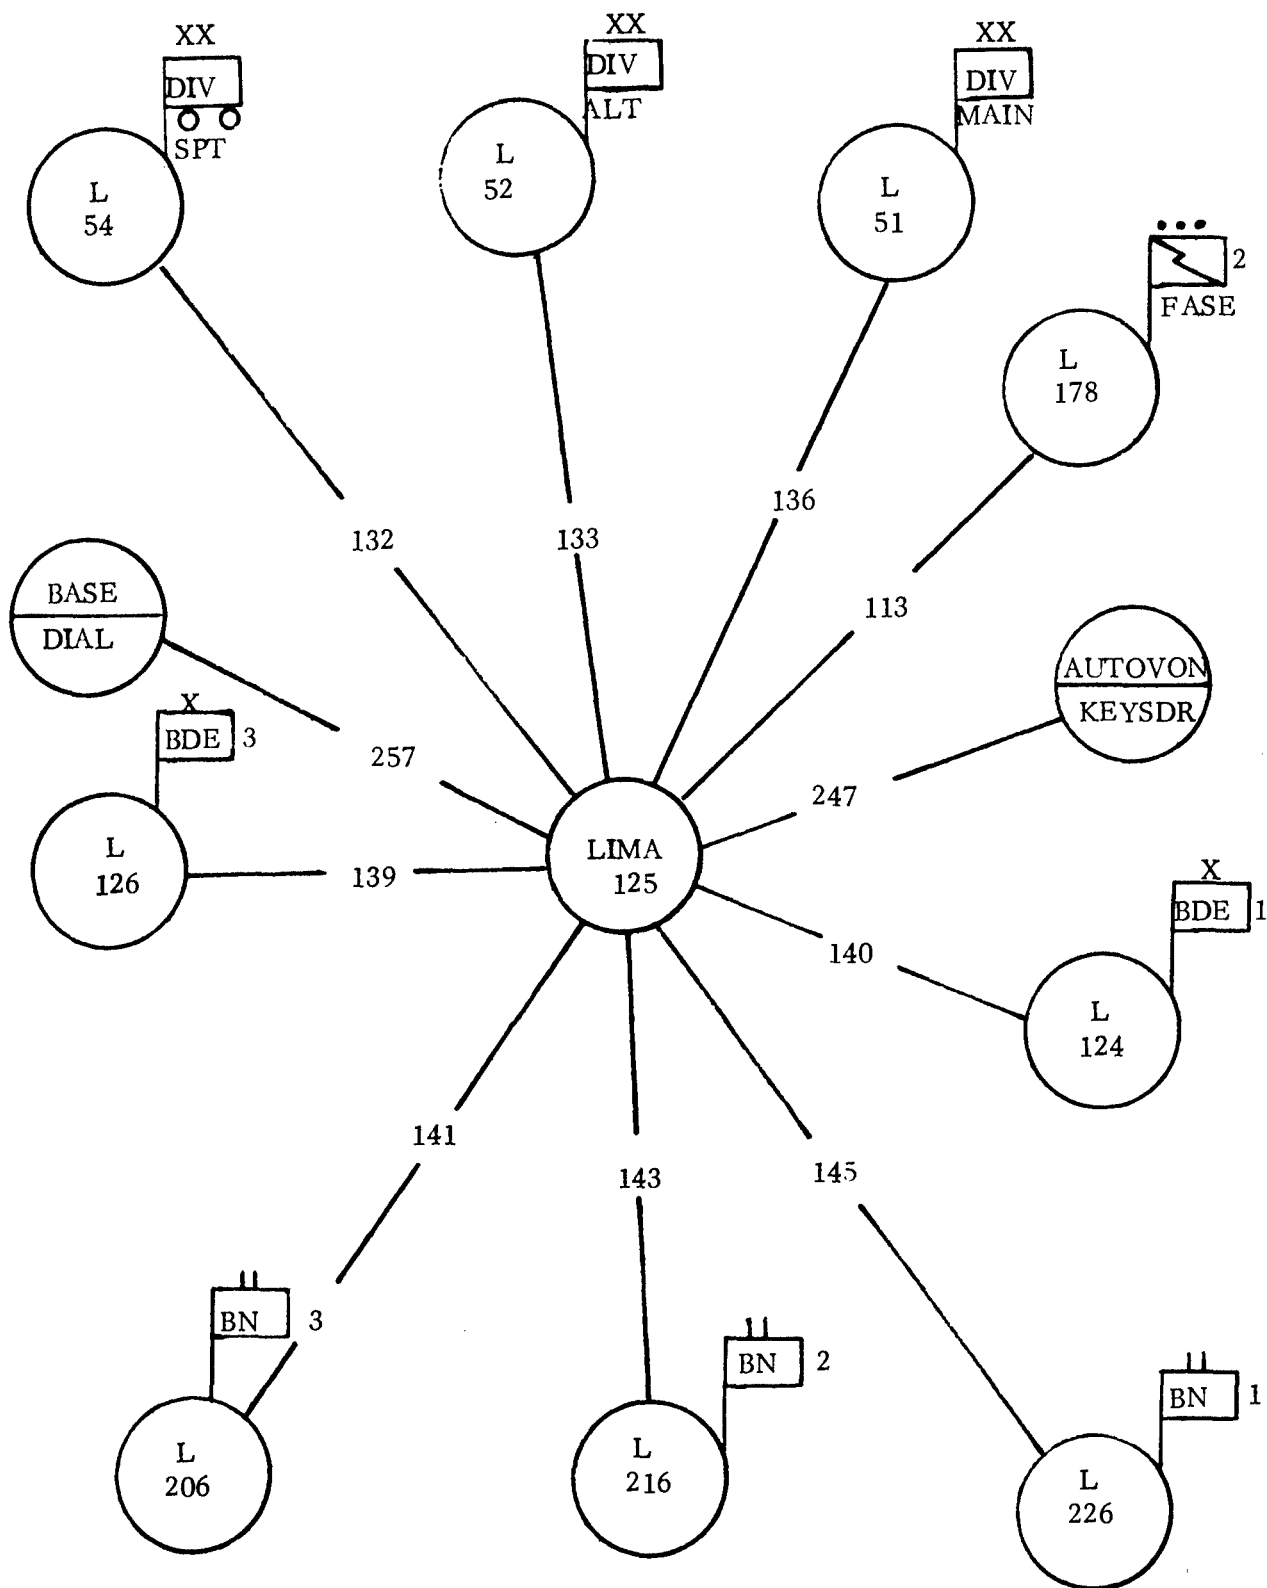 XX
DIV
SPT
L
54
XX
DIV
ALT
L
52
XX
DIV
MAIN
L
51
2
FASE
L
178
132
133
136
113
BASE
DIAL
AUTOVON
KEYSDR
X
BDE 3
L
126
257
247
139
LIMA
125
140
X
BDE 1
L
124
141
143
145
BN 3
L
206
BN 2
L
216
BN 1
L
226